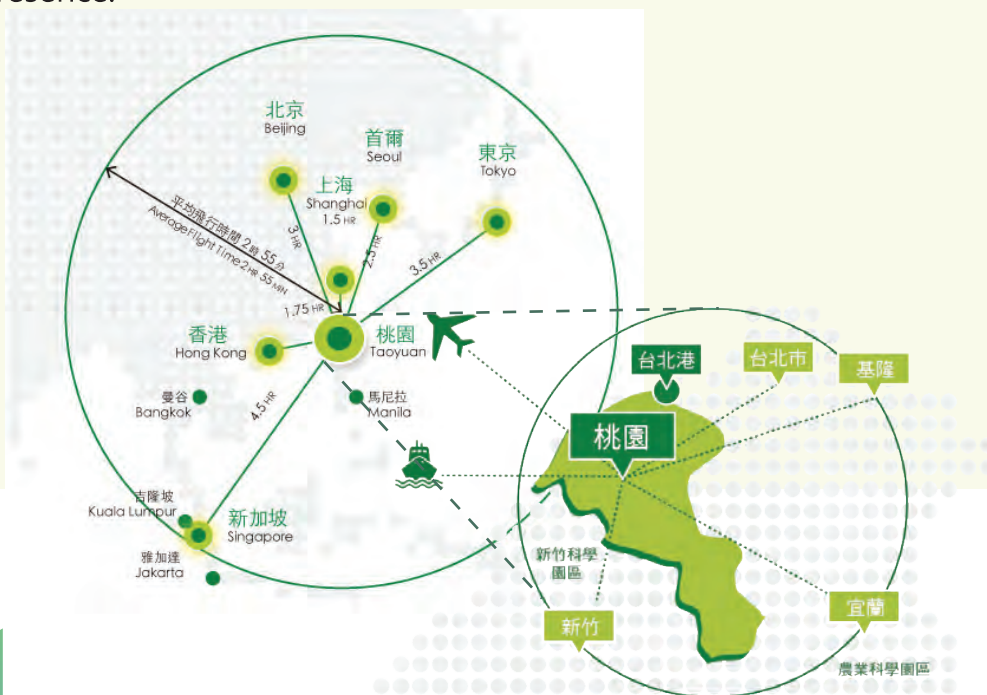 esence.
北京
Beijing
首爾
Seoul
東京
Tokyo
上海
Shanghai
1.5 HR
平均飛行時間 2 時 55 分
Average Flight Time 2 HR 55 MIN
3 HR
2.5 HR
3.5 HR
1.75 HR
香港
Hong Kong
桃園
Taoyuan
曼谷
Bangkok
馬尼拉
Manila
4.5 HR
吉隆坡
Kuala Lumpur
新加坡
Singapore
雅加達
Jakarta
台北港
台北市
基隆
桃園
新竹科學
園區
新竹
宜蘭
農業科學園區